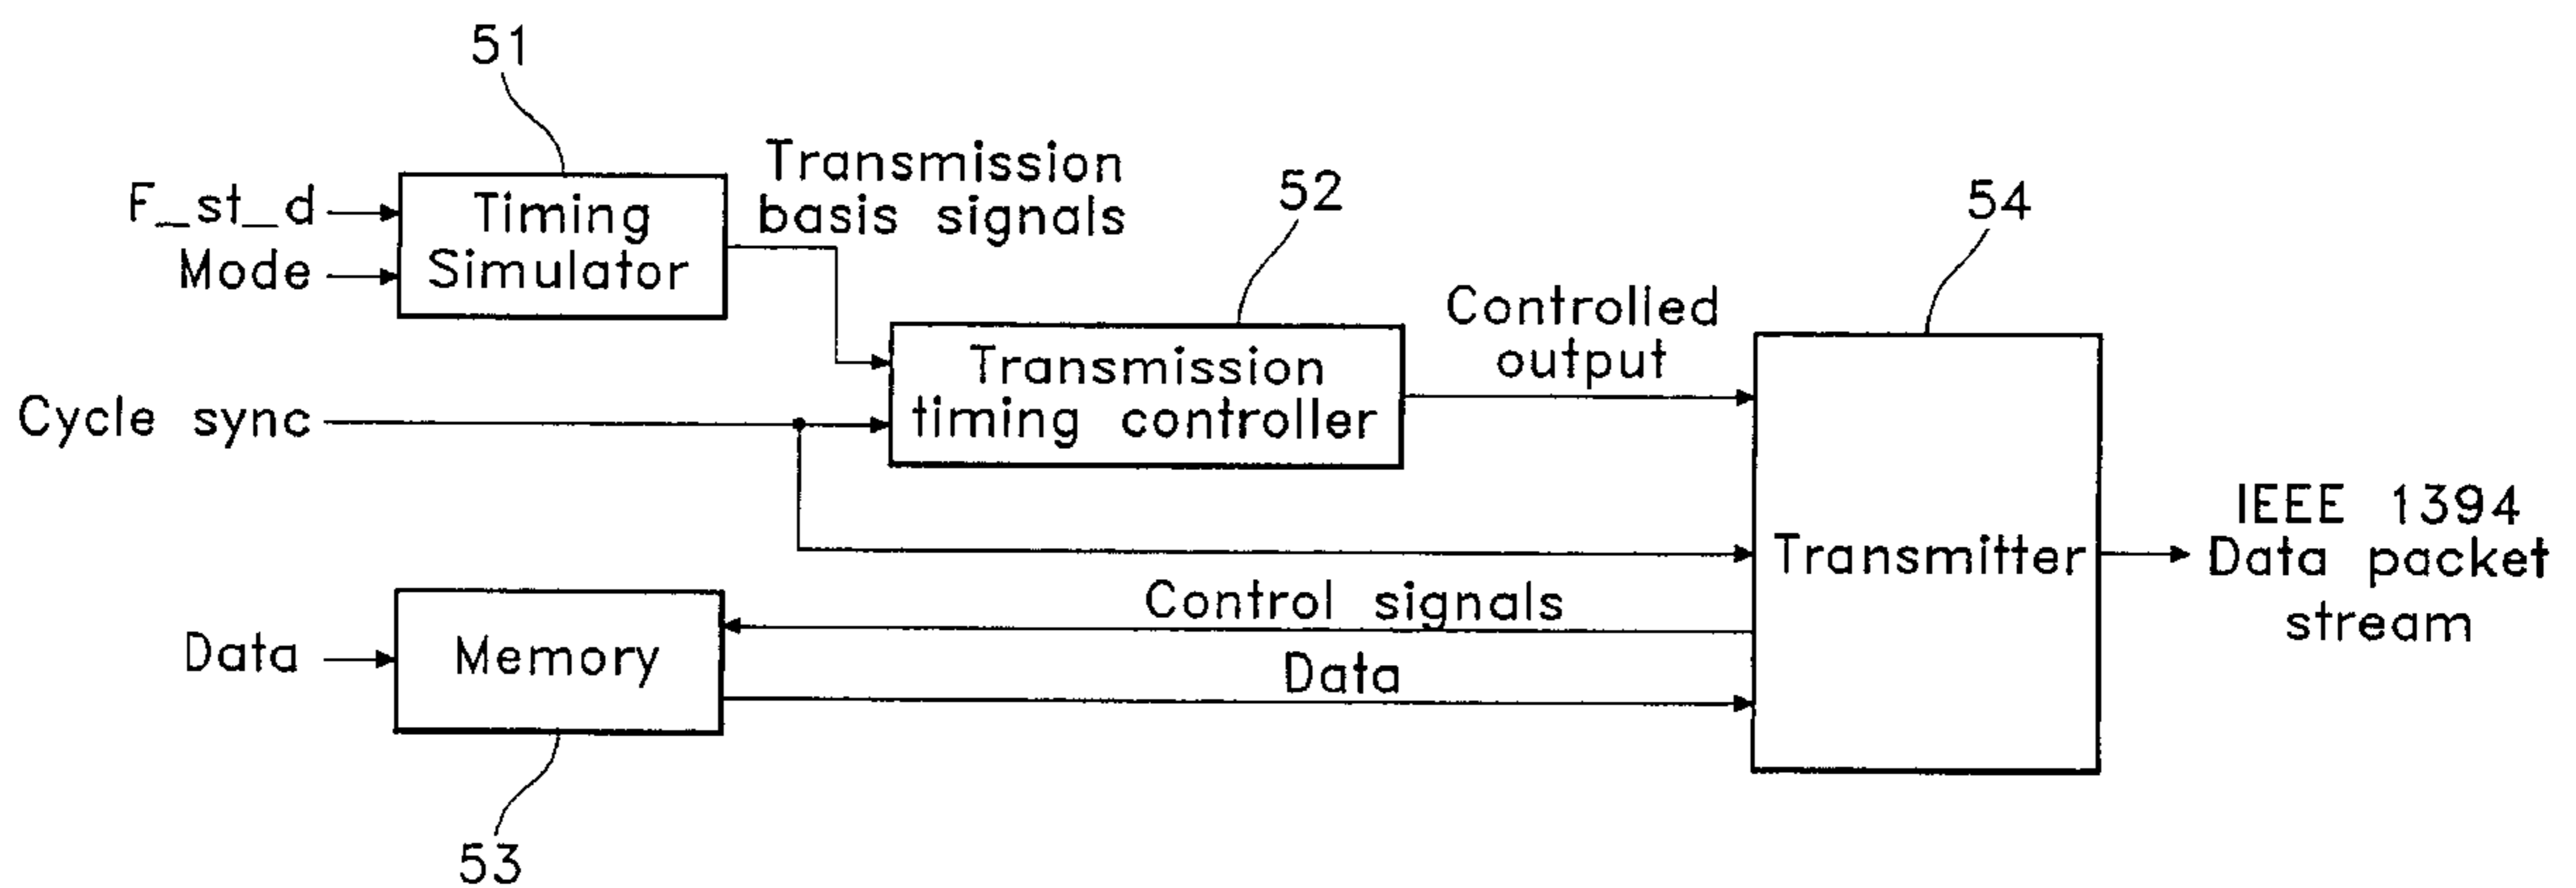 51
F_st_d
Mode
Timing
Simulator
Transmission
basis signals
52
54
Cycle sync
Transmission
timing controller
Controlled
output
Transmitter
IEEE 1394
Data packet
stream
Control signals
Data
Memory
Data
53